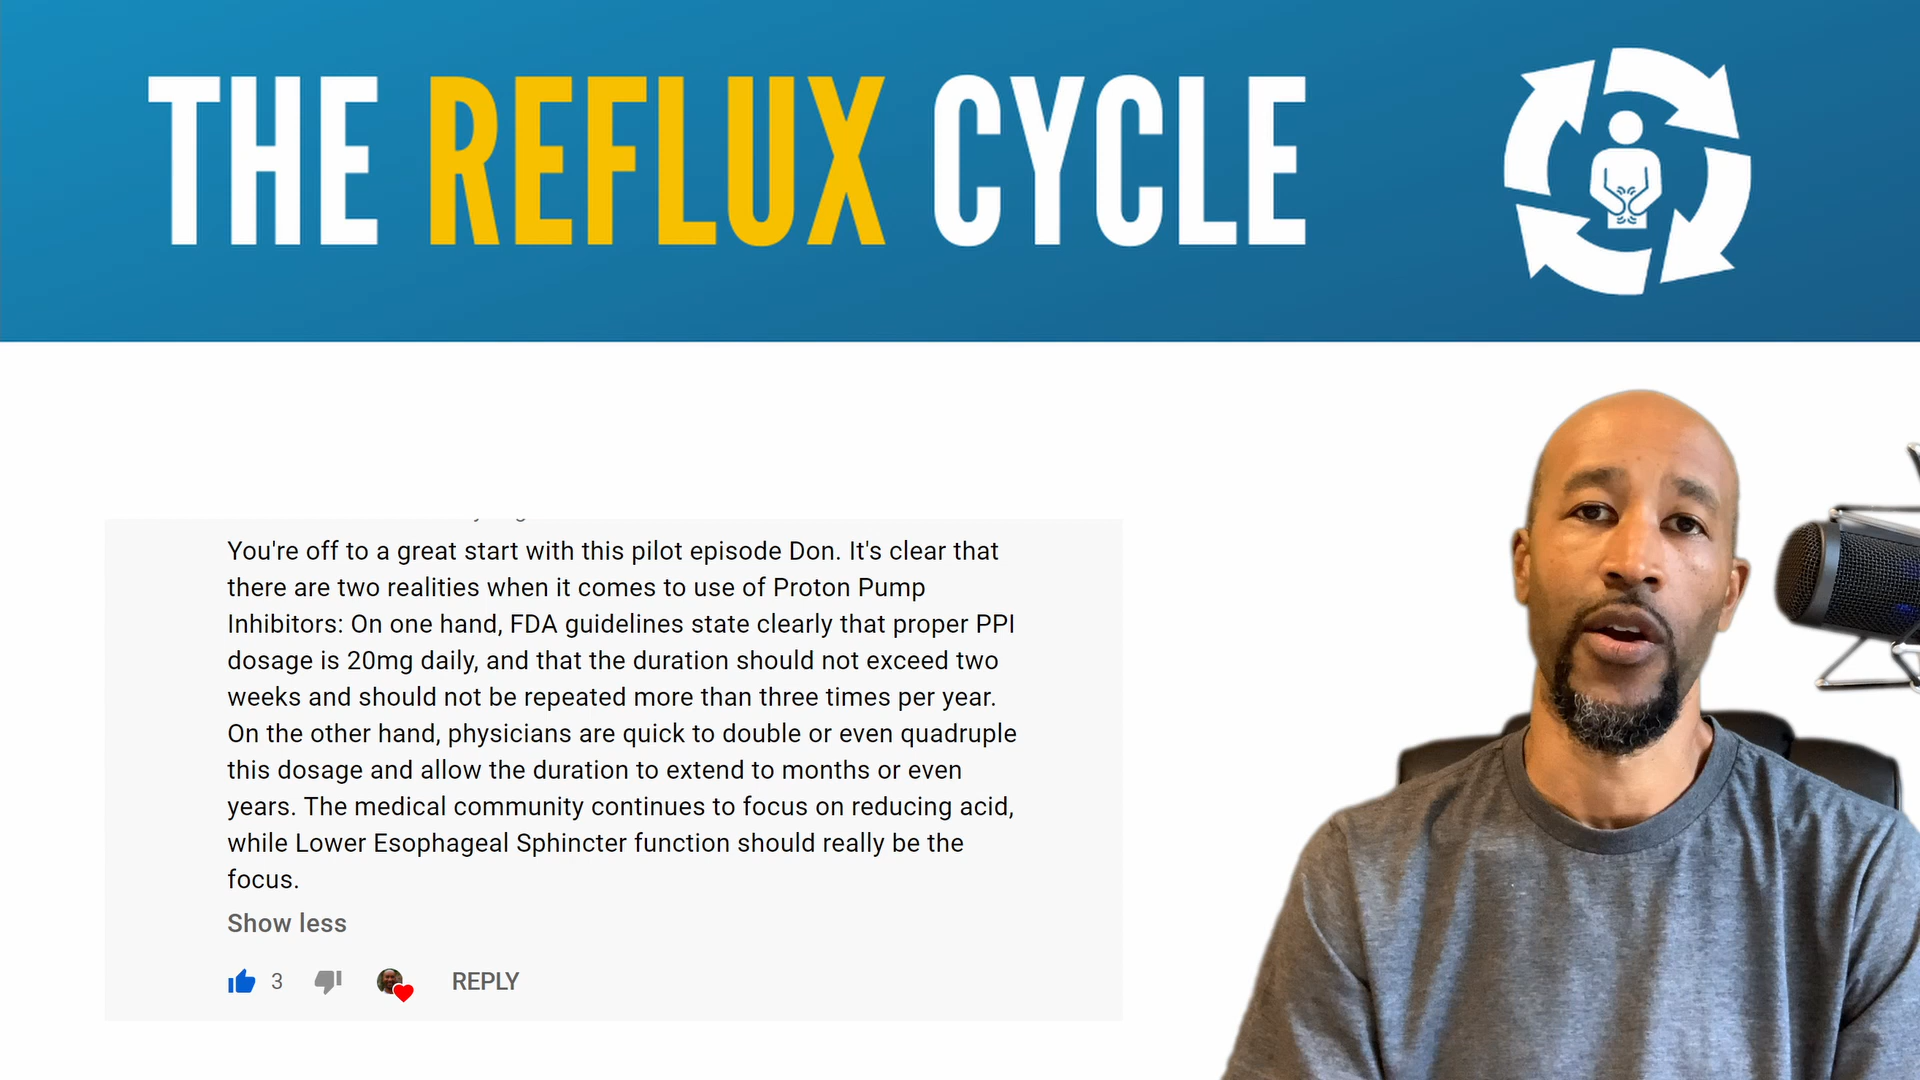 THE REFLUX CYCLE
You're off to a great start with this pilot episode Don. It's clear that
there are two realities when it comes to use of Proton Pump
Inhibitors: On one hand, FDA guidelines state clearly that proper PPI
dosage is 20mg daily, and that the duration should not exceed two
weeks and should not be repeated more than three times per year.
On the other hand, physicians are quick to double or even quadruple
this dosage and allow the duration to extend to months or even
years. The medical community continues to focus on reducing acid,
while Lower Esophageal Sphincter function should really be the
focus.
Show less
3 REPLY